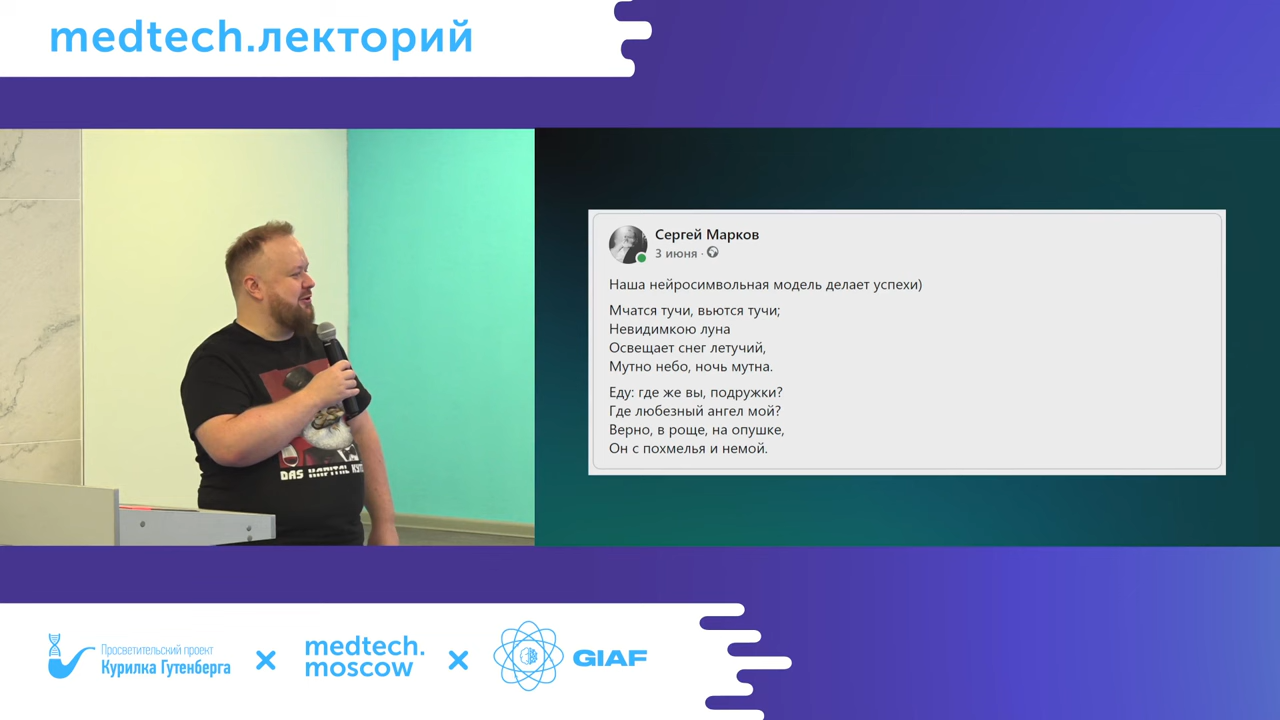 medtech.лекторий
Сергей Марков
3 июня ·
Наша нейросимвольная модель делает успехи)
Мчатся тучи, вьются тучи;
Невидимкою луна
Освещает снег летучий,
Мутно небо, ночь мутна.
Еду: где же вы, подружки?
Где любезный ангел мой?
Верно, в роще, на опушке,
Он с похмелья и немой.
DAS KAPITAL
Просветительский проект
Курилка Гутенберга
×
medtech.
moscow
×
GIAF